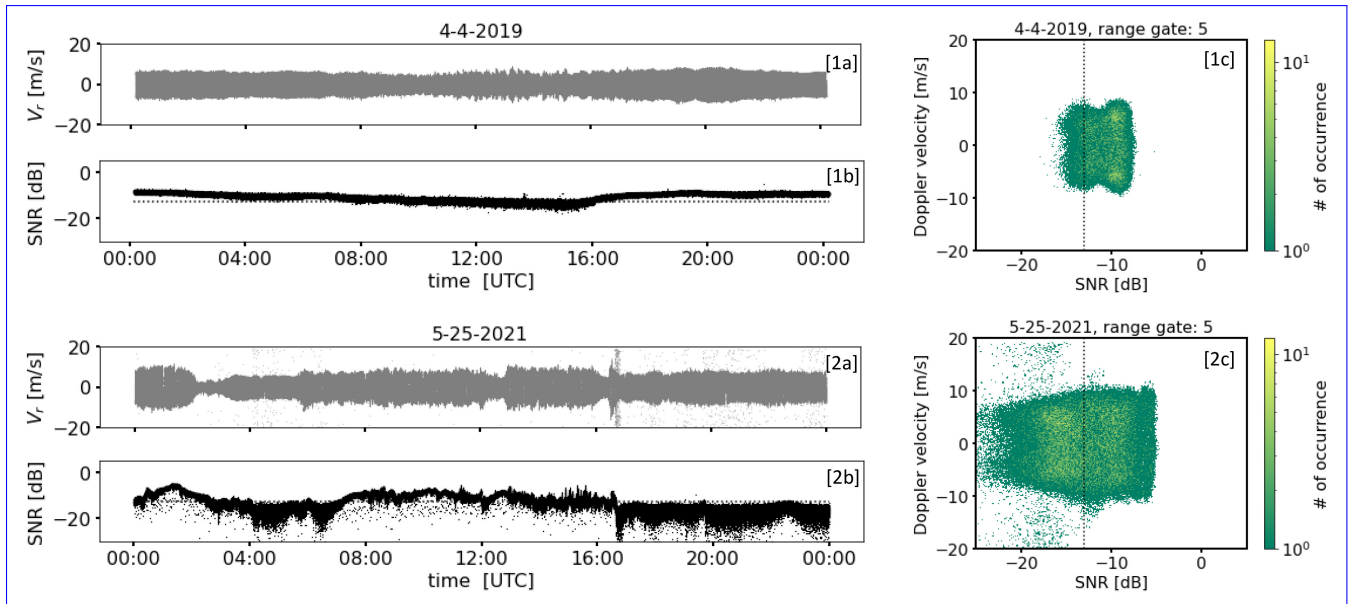 4-4-2019
[1a]
20
0
−20
V_r [m/s]
[1b]
0
−20
SNR [dB]
00:00 04:00 08:00 12:00 16:00 20:00 00:00
time [UTC]
4-4-2019, range gate: 5
[1c]
20
10
0
−10
−20
Doppler velocity [m/s]
−20 −10 0
SNR [dB]
10^1
10^0
# of occurrence
5-25-2021
[2a]
20
0
−20
V_r [m/s]
[2b]
0
−20
SNR [dB]
00:00 04:00 08:00 12:00 16:00 20:00 00:00
time [UTC]
5-25-2021, range gate: 5
[2c]
20
10
0
−10
−20
Doppler velocity [m/s]
−20 −10 0
SNR [dB]
10^1
10^0
# of occurrence